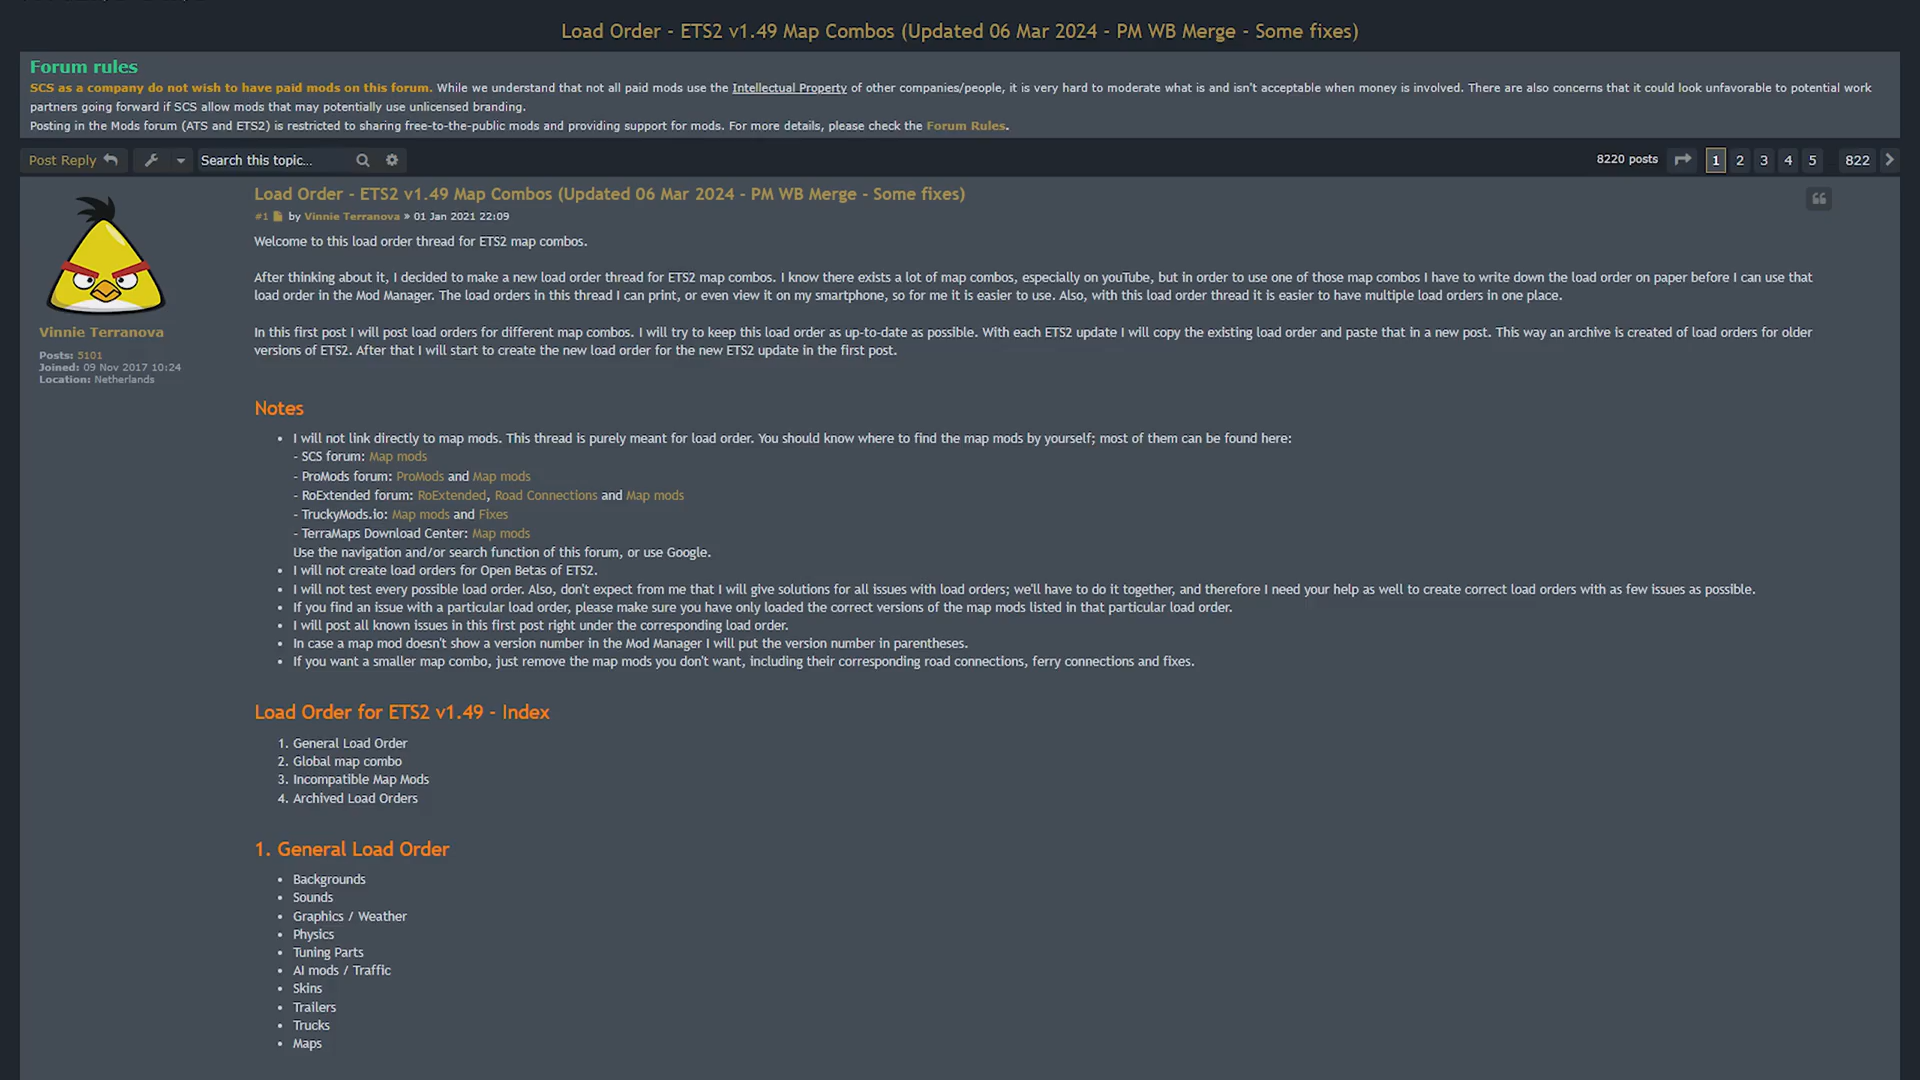 Load Order - ETS2 v1.49 Map Combos (Updated 06 Mar 2024 - PM WB Merge - Some fixes)
Forum rules
SCS as a company do not wish to have paid mods on this forum. While we understand that not all paid mods use the Intellectual Property of other companies/people, it is very hard to moderate what is and isn't acceptable when money is involved. There are also concerns that it could look unfavorable to potential work
partners going forward if SCS allow mods that may potentially use unlicensed branding.
Posting in the Mods forum (ATS and ETS2) is restricted to sharing free-to-the-public mods and providing support for mods. For more details, please check the Forum Rules.
Post Reply
Search this topic...
8220 posts
1 2 3 4 5 822
Load Order - ETS2 v1.49 Map Combos (Updated 06 Mar 2024 - PM WB Merge - Some fixes)
#1 by Vinnie Terranova » 01 Jan 2021 22:09
Vinnie Terranova
Posts: 5101
Joined: 09 Nov 2017 10:24
Location: Netherlands
Welcome to this load order thread for ETS2 map combos.
After thinking about it, I decided to make a new load order thread for ETS2 map combos. I know there exists a lot of map combos, especially on youTube, but in order to use one of those map combos I have to write down the load order on paper before I can use that
load order in the Mod Manager. The load orders in this thread I can print, or even view it on my smartphone, so for me it is easier to use. Also, with this load order thread it is easier to have multiple load orders in one place.
In this first post I will post load orders for different map combos. I will try to keep this load order as up-to-date as possible. With each ETS2 update I will copy the existing load order and paste that in a new post. This way an archive is created of load orders for older
versions of ETS2. After that I will start to create the new load order for the new ETS2 update in the first post.
Notes
• I will not link directly to map mods. This thread is purely meant for load order. You should know where to find the map mods by yourself; most of them can be found here:
- SCS forum: Map mods
- ProMods forum: ProMods and Map mods
- RoExtended forum: RoExtended, Road Connections and Map mods
- TruckyMods.io: Map mods and Fixes
- TerraMaps Download Center: Map mods
Use the navigation and/or search function of this forum, or use Google.
• I will not create load orders for Open Betas of ETS2.
• I will not test every possible load order. Also, don't expect from me that I will give solutions for all issues with load orders; we'll have to do it together, and therefore I need your help as well to create correct load orders with as few issues as possible.
• If you find an issue with a particular load order, please make sure you have only loaded the correct versions of the map mods listed in that particular load order.
• I will post all known issues in this first post right under the corresponding load order.
• In case a map mod doesn't show a version number in the Mod Manager I will put the version number in parentheses.
• If you want a smaller map combo, just remove the map mods you don't want, including their corresponding road connections, ferry connections and fixes.
Load Order for ETS2 v1.49 - Index
1. General Load Order
2. Global map combo
3. Incompatible Map Mods
4. Archived Load Orders
1. General Load Order
• Backgrounds
• Sounds
• Graphics / Weather
• Physics
• Tuning Parts
• AI mods / Traffic
• Skins
• Trailers
• Trucks
• Maps